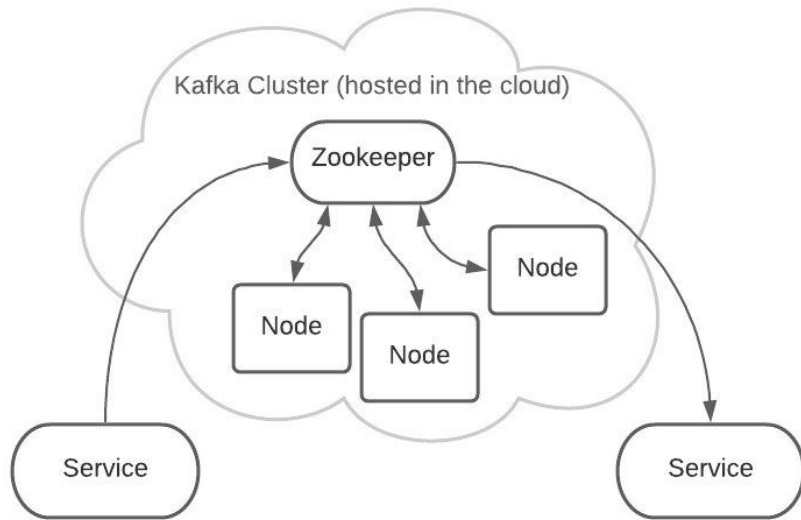 Kafka Cluster (hosted in the cloud)
Zookeeper
Node
Node
Node
Service
Service